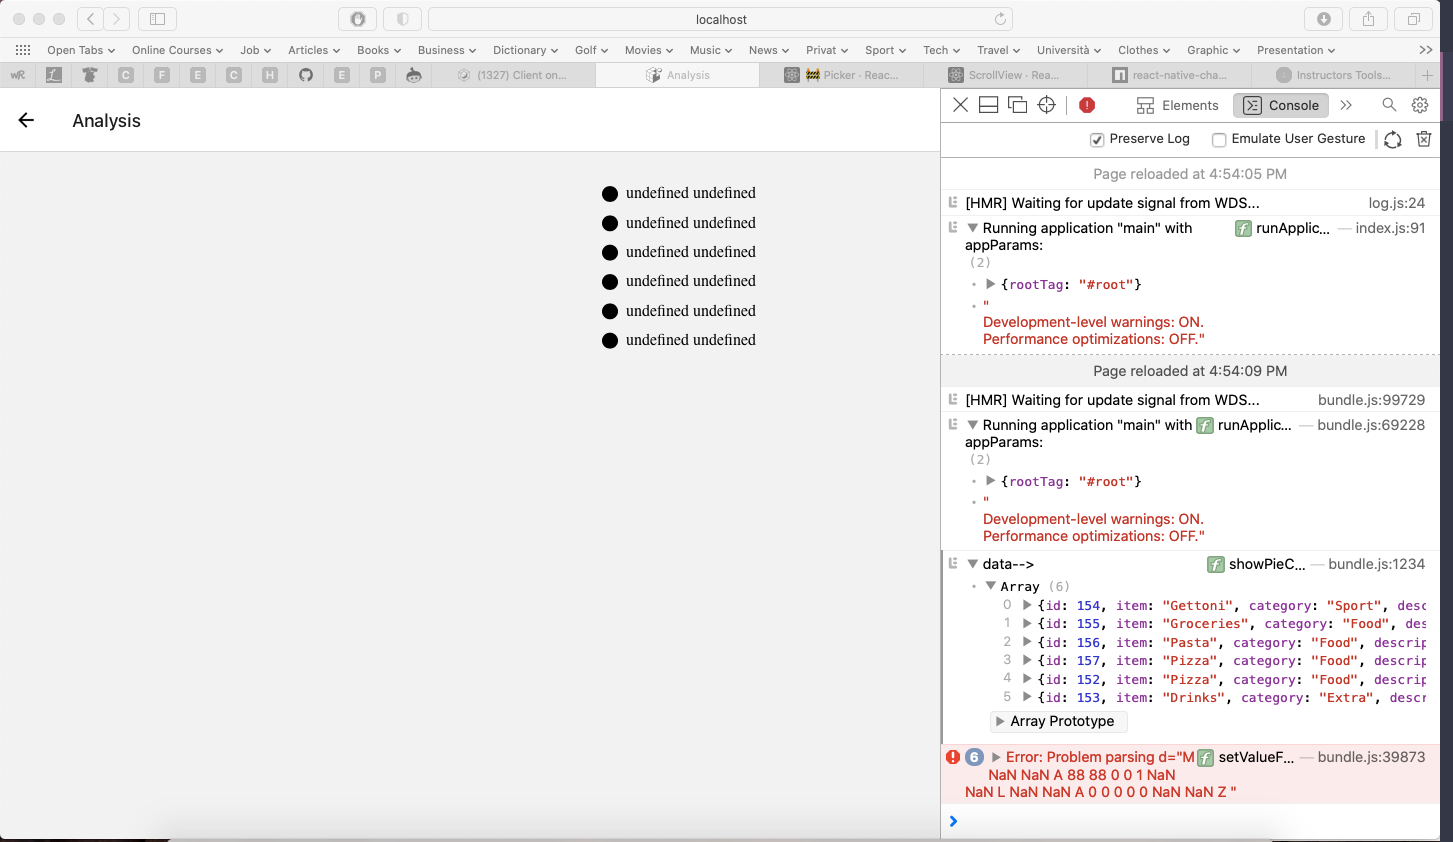 localhost
Open Tabs Online Courses Job Articles Books Business Dictionary Golf Movies Music News Privat Sport Tech Travel Università Clothes Graphic Presentation
wR C F E C H E P (1327) Client on... Analysis Picker · Reac... ScrollView · Rea... react-native-cha... Instructors Tools...
Analysis
undefined undefined
undefined undefined
undefined undefined
undefined undefined
undefined undefined
undefined undefined
Elements Console
Preserve Log Emulate User Gesture
Page reloaded at 4:54:05 PM
[HMR] Waiting for update signal from WDS... log.js:24
Running application "main" with f runApplic... — index.js:91
appParams:
(2)
{rootTag: "#root"}
"
Development-level warnings: ON.
Performance optimizations: OFF."
Page reloaded at 4:54:09 PM
[HMR] Waiting for update signal from WDS... bundle.js:99729
Running application "main" with f runApplic... — bundle.js:69228
appParams:
(2)
{rootTag: "#root"}
"
Development-level warnings: ON.
Performance optimizations: OFF."
data--> f showPieC... — bundle.js:1234
Array (6)
0 {id: 154, item: "Gettoni", category: "Sport", desc
1 {id: 155, item: "Groceries", category: "Food", des
2 {id: 156, item: "Pasta", category: "Food", descrip
3 {id: 157, item: "Pizza", category: "Food", descrip
4 {id: 152, item: "Pizza", category: "Food", descrip
5 {id: 153, item: "Drinks", category: "Extra", descr
Array Prototype
6 Error: Problem parsing d="M f setValueF... — bundle.js:39873
NaN NaN A 88 88 0 0 1 NaN
NaN L NaN NaN A 0 0 0 0 0 NaN NaN Z "